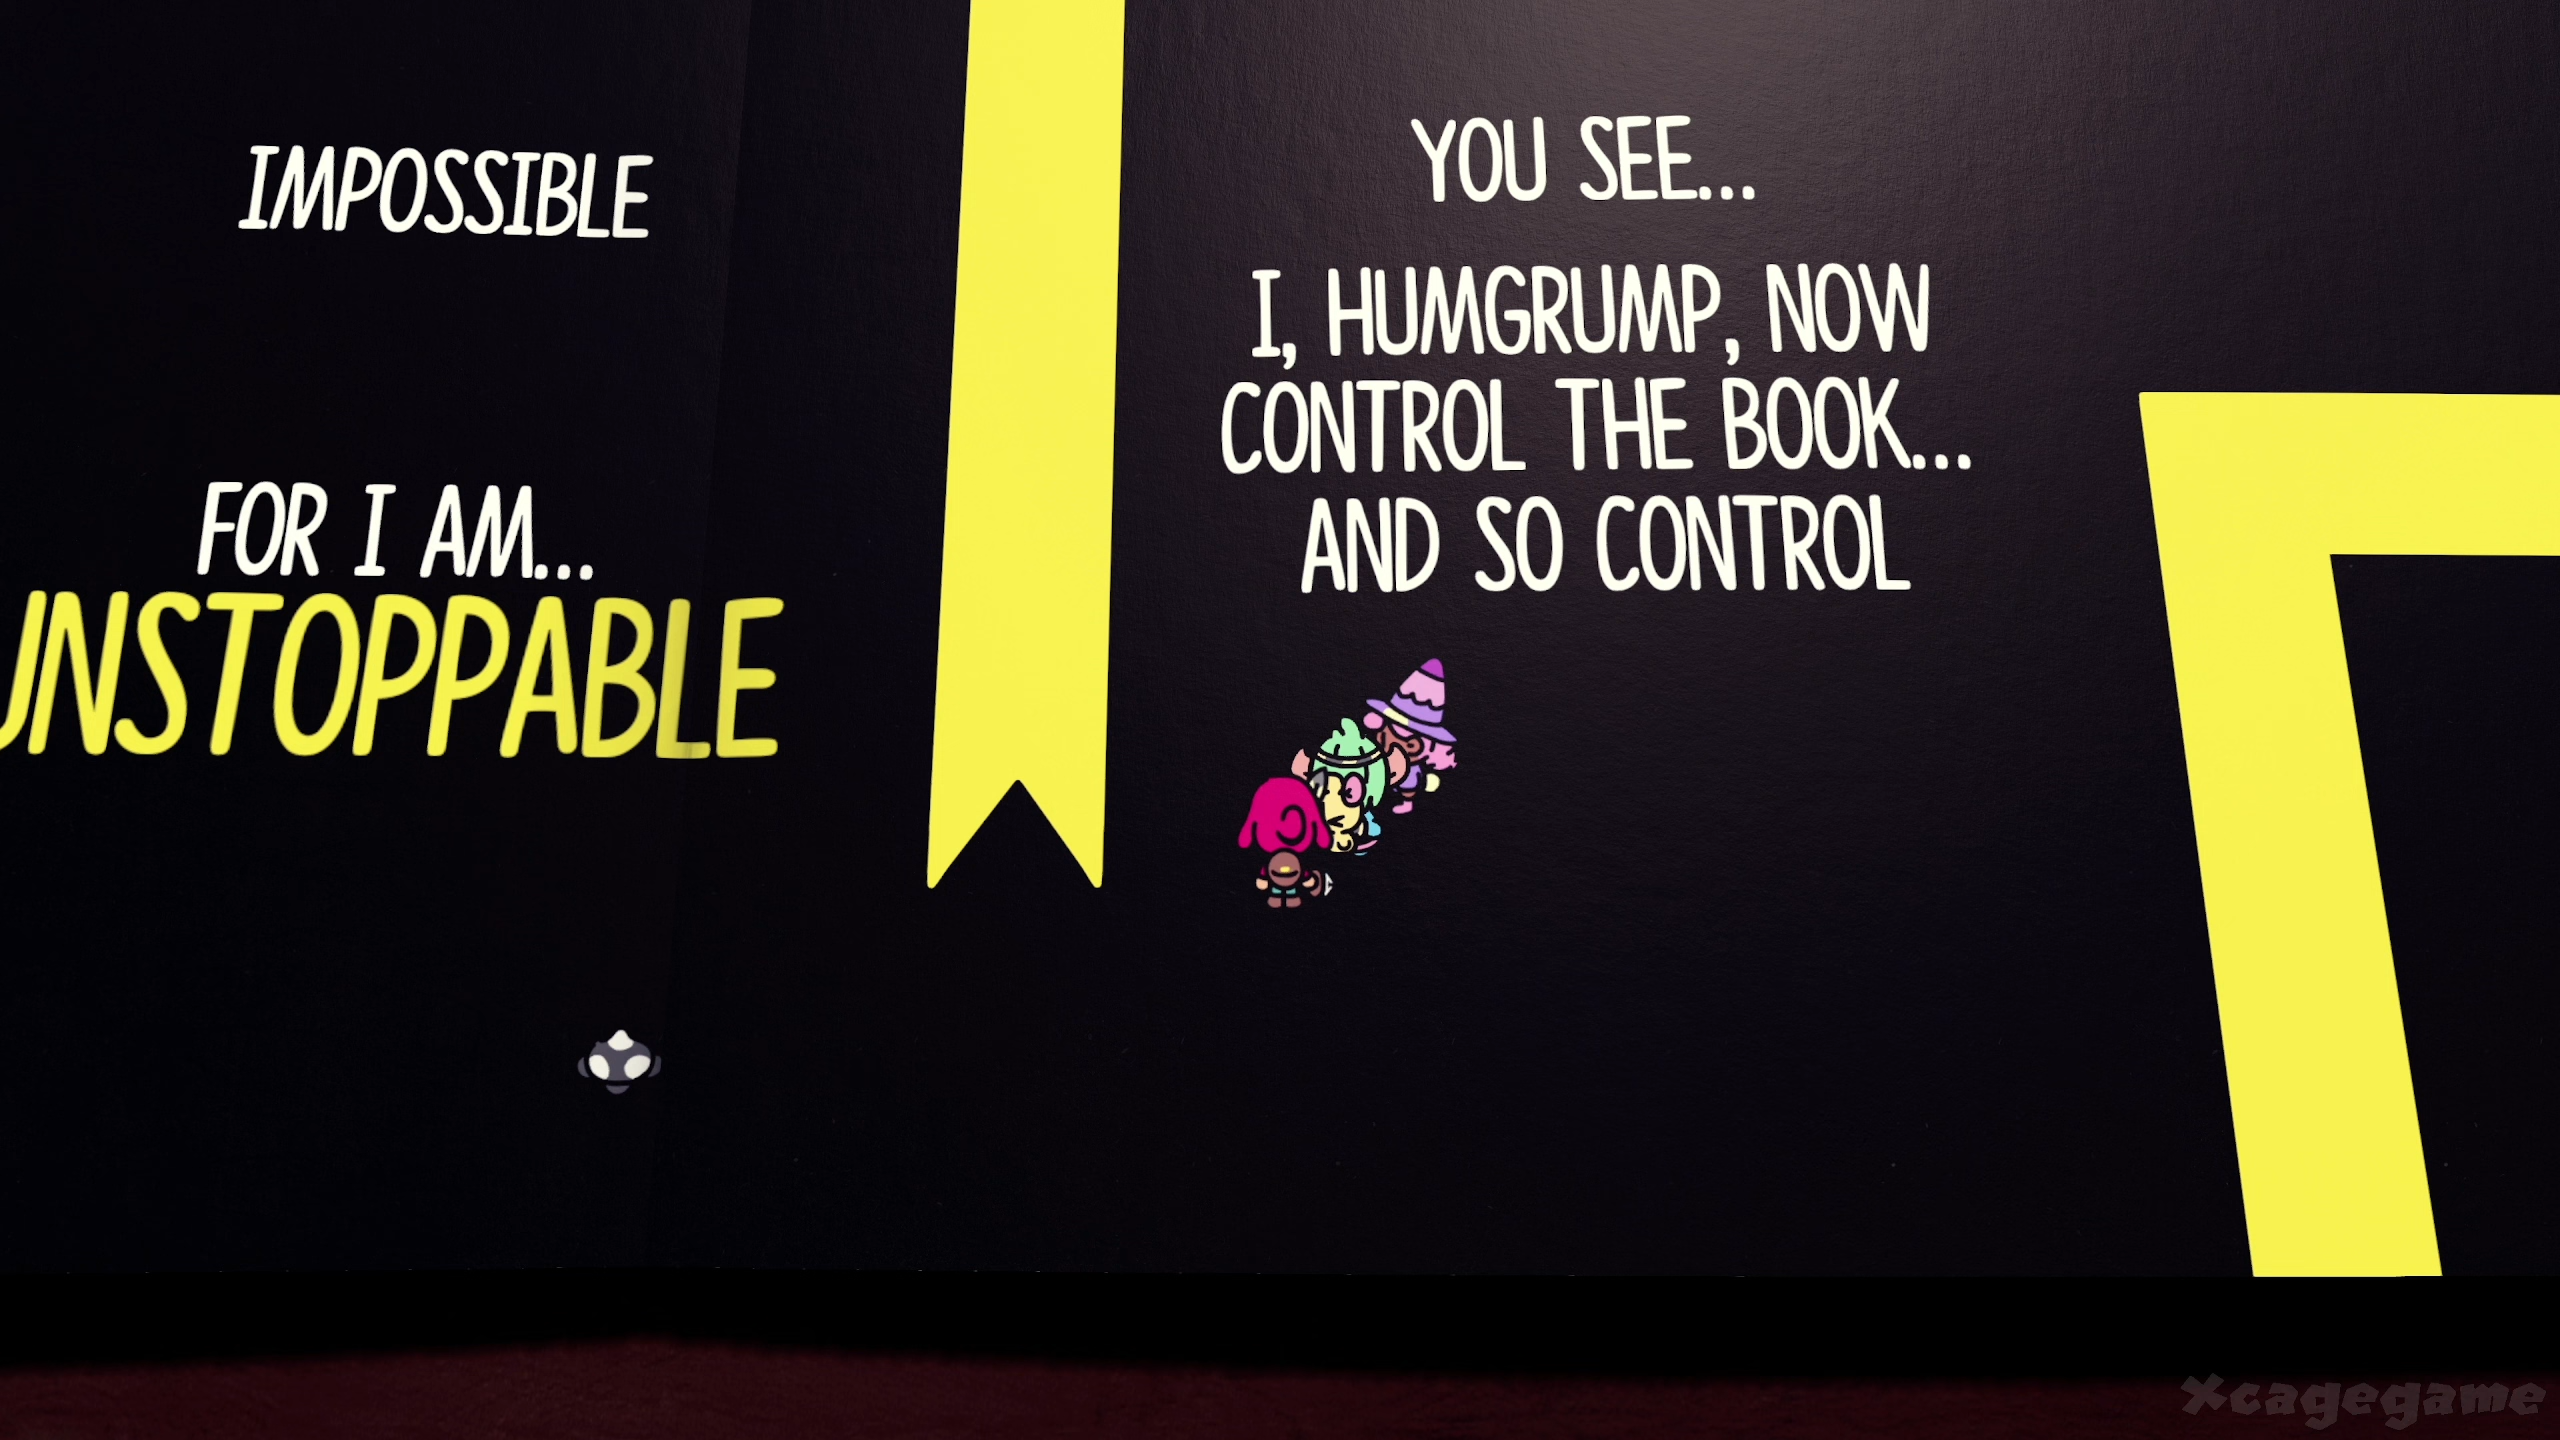 IMPOSSIBLE
FOR I AM...
UNSTOPPABLE
YOU SEE...
I, HUMGRUMP, NOW
CONTROL THE BOOK...
AND SO CONTROL
Xcagegame